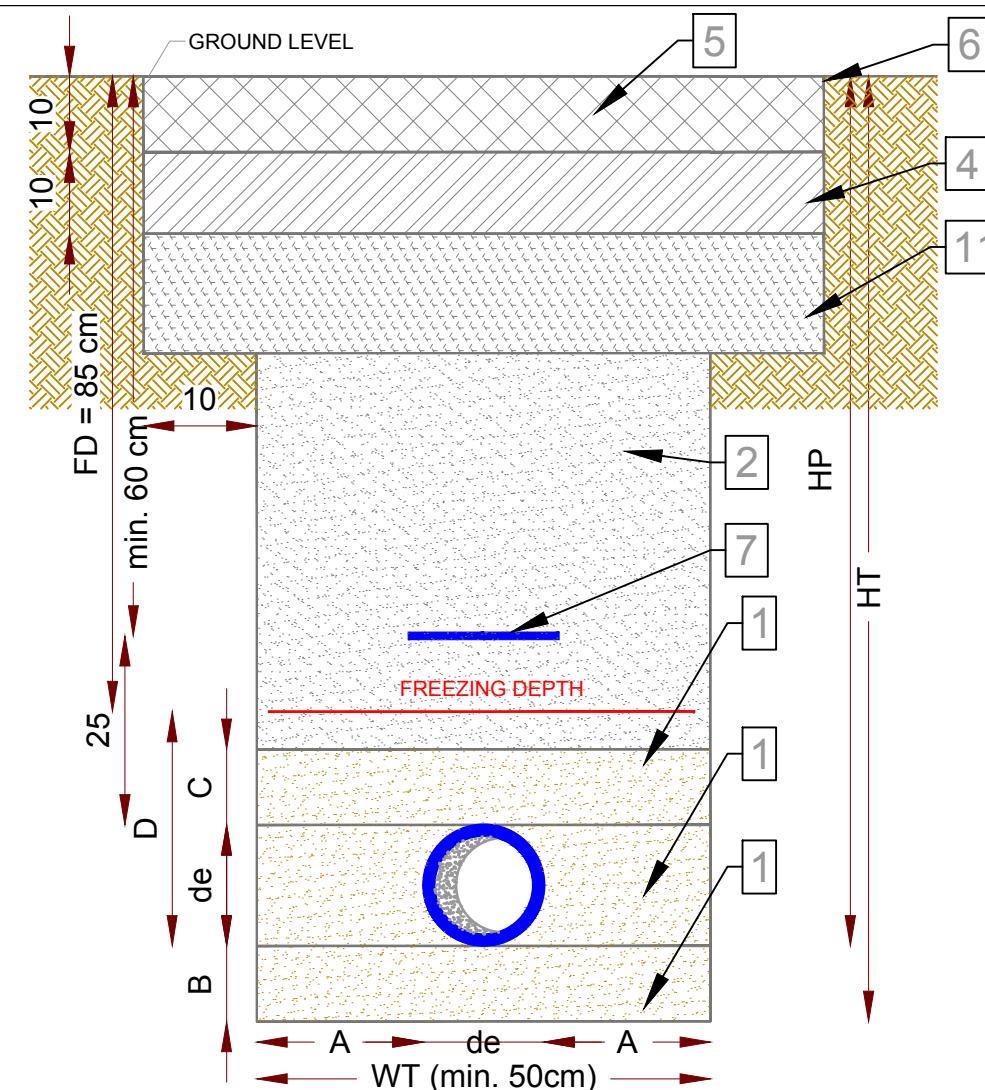 GROUND LEVEL
5
6
10
10
4
11
FD = 85 cm
min. 60 cm
10
2
HP
7
HT
1
FREEZING DEPTH
25
C
1
D
de
1
B
A
de
A
WT (min. 50cm)